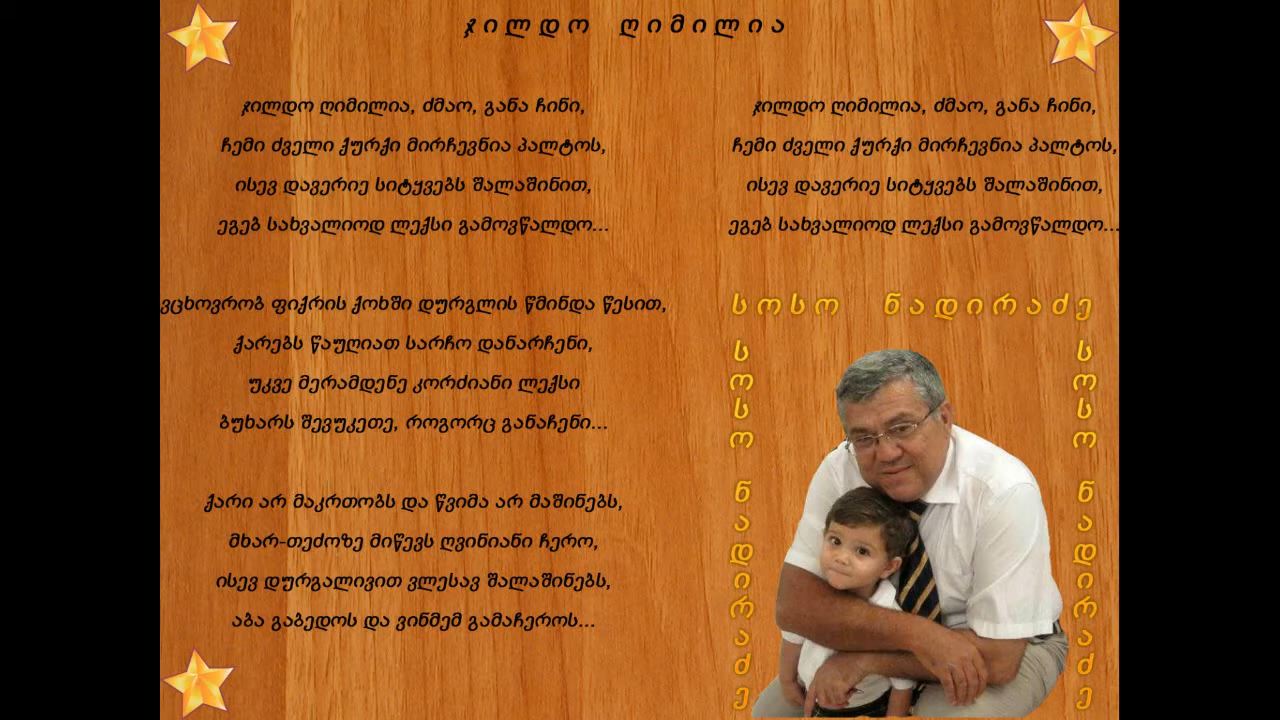 ჯილდო ღიმილია
ჯილდო ღიმილია, ძმაო, განა ჩინი,
ჩემი ძველი ქურქი მირჩევნია პალტოს,
ისევ დავერიე სიტყვებს შალაშინით,
ეგებ სახვალიოდ ლექსი გამოვწალდო...
ვცხოვრობ ფიქრის ქოხში დურგლის წმინდა წესით,
ქარებს წაუღიათ სარჩო დანარჩენი,
უკვე მერამდენე კორძიანი ლექსი
ბუხარს შევუკეთე, როგორც განაჩენი...
ქარი არ მაკრთობს და წვიმა არ მაშინებს,
მხარ-თეძოზე მიწევს ღვინიანი ჩერო,
ისევ დურგალივით ვლესავ შალაშინებს,
აბა გაბედოს და ვინმემ გამაჩეროს...
ჯილდო ღიმილია, ძმაო, განა ჩინი,
ჩემი ძველი ქურქი მირჩევნია პალტოს,
ისევ დავერიე სიტყვებს შალაშინით,
ეგებ სახვალიოდ ლექსი გამოვწალდო...
სოსო ნადირაძე
სოსო ნადირაძე
სოსო ნადირაძე